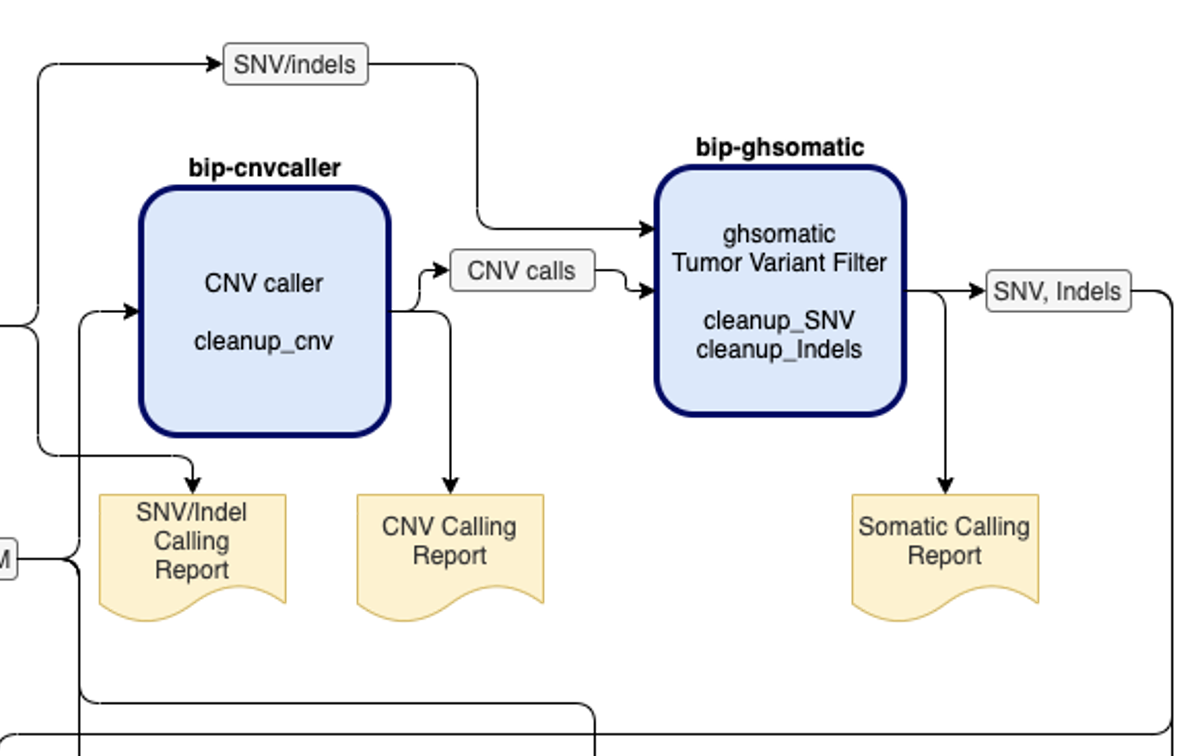 SNV/indels
bip-cnvcaller
CNV caller
cleanup_cnv
CNV calls
bip-ghsomatic
ghsomatic
Tumor Variant Filter
cleanup_SNV
cleanup_Indels
SNV, Indels
SNV/Indel
Calling
Report
CNV Calling
Report
Somatic Calling
Report